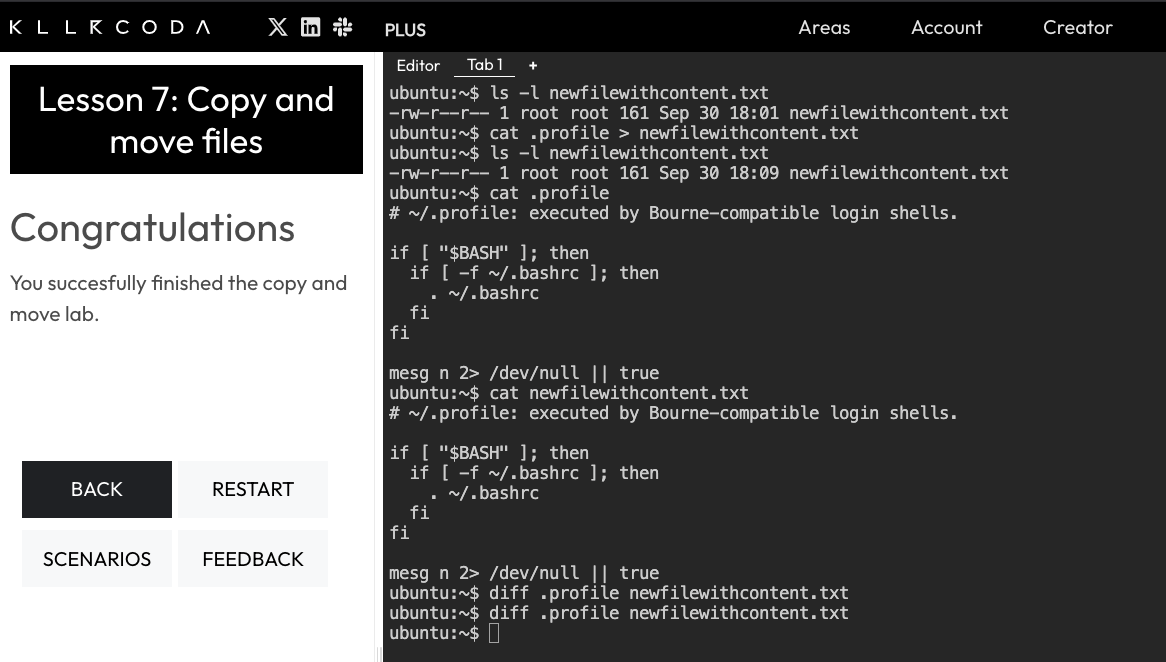 KLLRCODA
PLUS
Areas
Account
Creator
Lesson 7: Copy and
move files
Congratulations
You succesfully finished the copy and
move lab.
BACK
RESTART
SCENARIOS
FEEDBACK
Editor
Tab 1
+
ubuntu:~$ ls -l newfilewithcontent.txt
-rw-r--r-- 1 root root 161 Sep 30 18:01 newfilewithcontent.txt
ubuntu:~$ cat .profile > newfilewithcontent.txt
ubuntu:~$ ls -l newfilewithcontent.txt
-rw-r--r-- 1 root root 161 Sep 30 18:09 newfilewithcontent.txt
ubuntu:~$ cat .profile
# ~/.profile: executed by Bourne-compatible login shells.

if [ "$BASH" ]; then
  if [ -f ~/.bashrc ]; then
    . ~/.bashrc
  fi
fi

mesg n 2> /dev/null || true
ubuntu:~$ cat newfilewithcontent.txt
# ~/.profile: executed by Bourne-compatible login shells.

if [ "$BASH" ]; then
  if [ -f ~/.bashrc ]; then
    . ~/.bashrc
  fi
fi

mesg n 2> /dev/null || true
ubuntu:~$ diff .profile newfilewithcontent.txt
ubuntu:~$ diff .profile newfilewithcontent.txt
ubuntu:~$